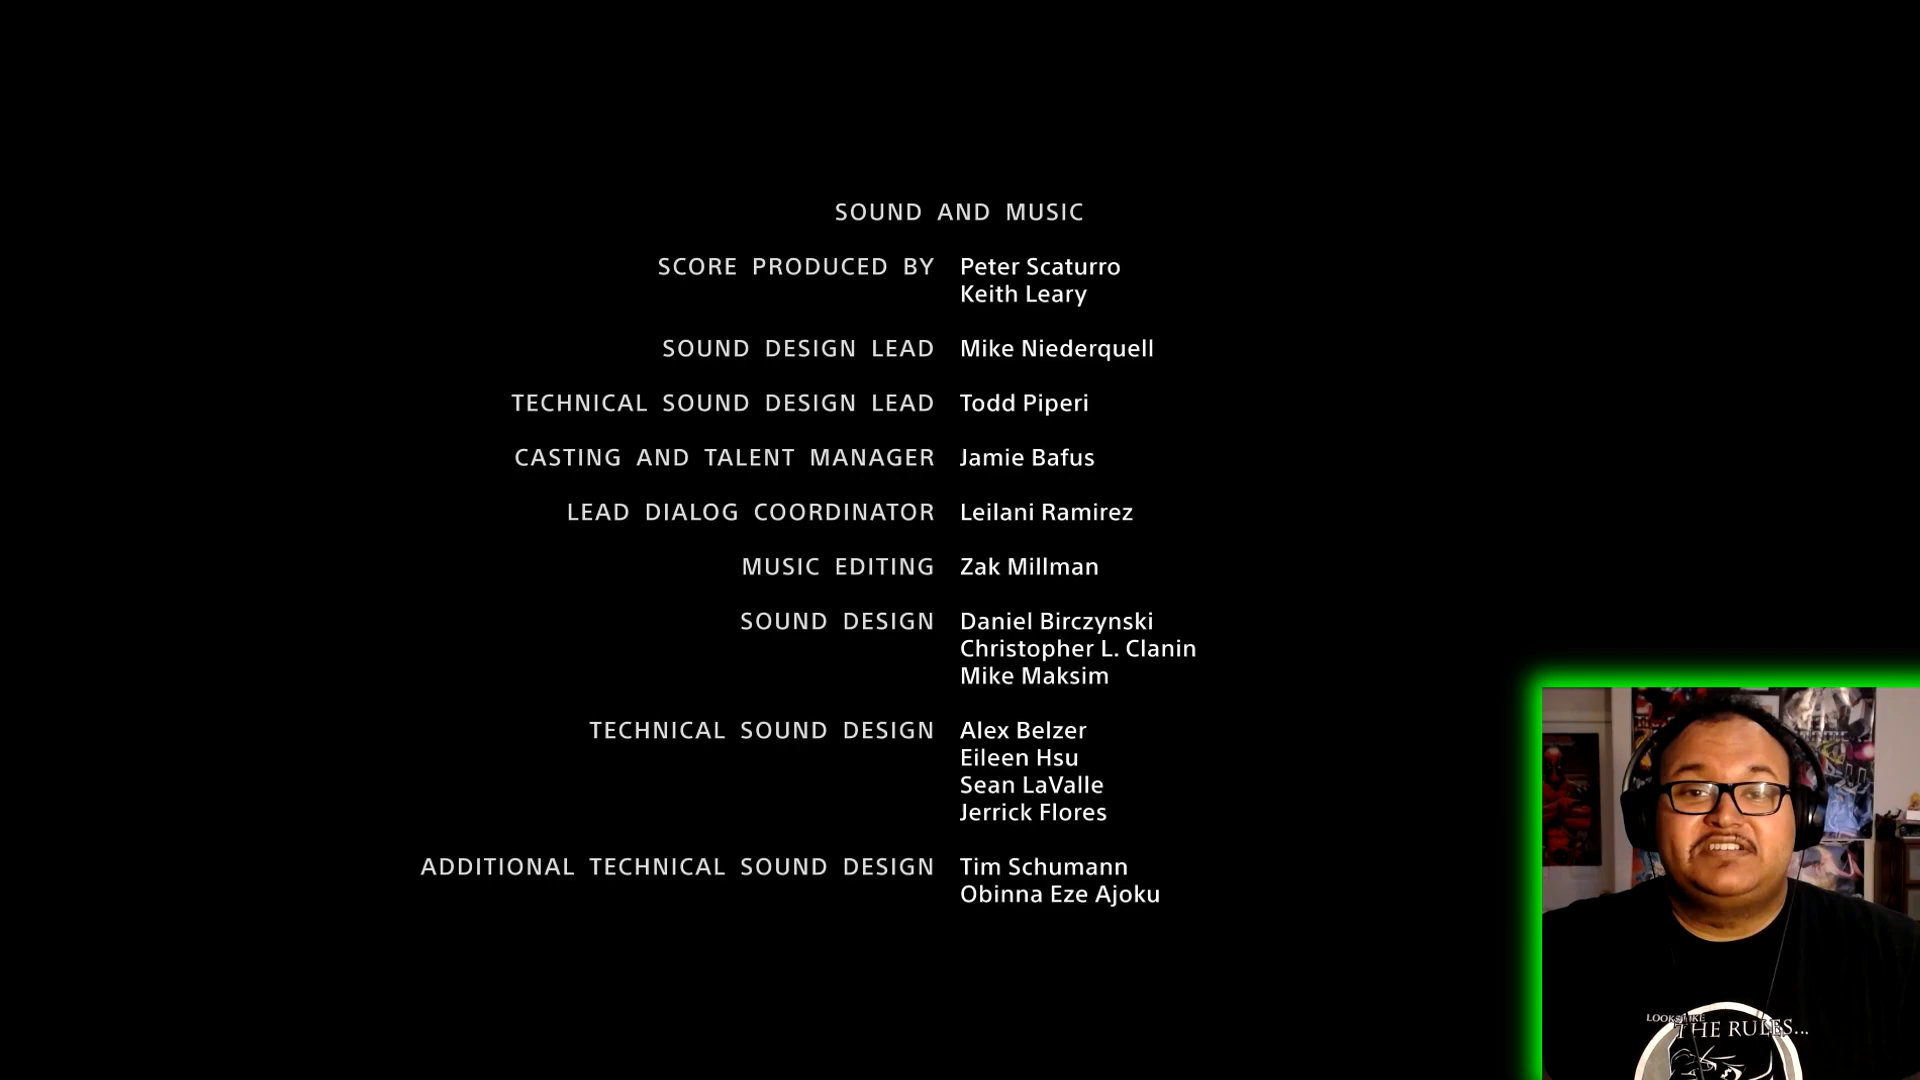 SOUND AND MUSIC
SCORE PRODUCED BY Peter Scaturro
Keith Leary
SOUND DESIGN LEAD Mike Niederquell
TECHNICAL SOUND DESIGN LEAD Todd Piperi
CASTING AND TALENT MANAGER Jamie Bafus
LEAD DIALOG COORDINATOR Leilani Ramirez
MUSIC EDITING Zak Millman
SOUND DESIGN Daniel Birczynski
Christopher L. Clanin
Mike Maksim
TECHNICAL SOUND DESIGN Alex Belzer
Eileen Hsu
Sean LaValle
Jerrick Flores
ADDITIONAL TECHNICAL SOUND DESIGN Tim Schumann
Obinna Eze Ajoku
LOOKS LIKE
THE RULES...